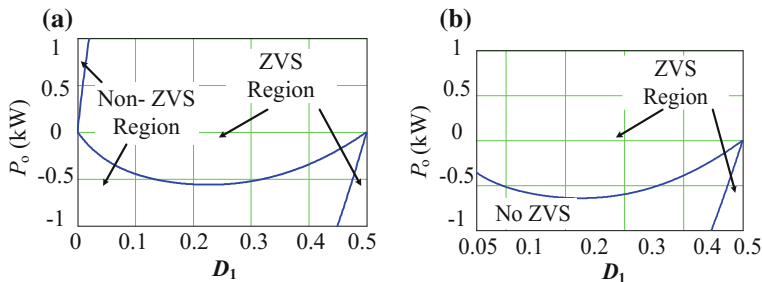 (a)
1
0.5
0
-0.5
-1
P₀ (kW)
Non- ZVS
Region
ZVS
Region
0 0.1 0.2 0.3 0.4 0.5
D₁
(b)
1
0.5
0
-0.5
-1
P₀ (kW)
ZVS
Region
No ZVS
0.05 0.1 0.2 0.3 0.4 0.5
D₁